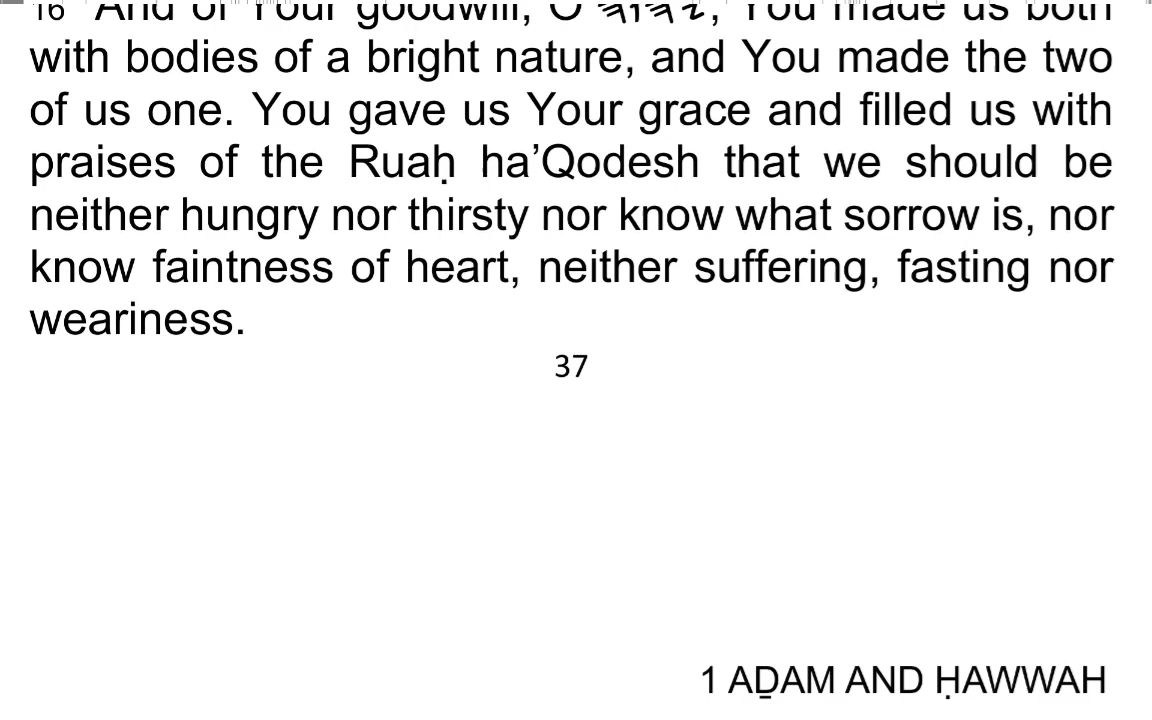 16 And of Your goodwill, O 𐤉𐤄𐤅𐤄, You made us both
with bodies of a bright nature, and You made the two
of us one. You gave us Your grace and filled us with
praises of the Ruaḥ ha’Qodesh that we should be
neither hungry nor thirsty nor know what sorrow is, nor
know faintness of heart, neither suffering, fasting nor
weariness.
37
1 AḎAM AND ḤAWWAH